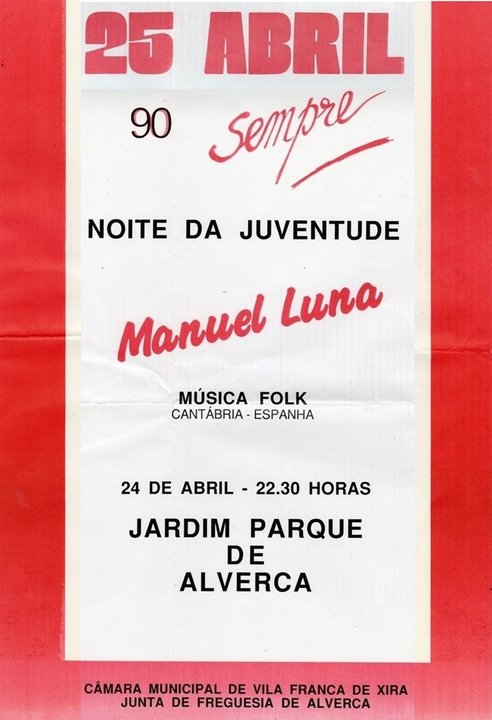 25 ABRIL
90 Sempre
NOITE DA JUVENTUDE
Manuel Luna
MÚSICA FOLK
CANTÁBRIA - ESPANHA
24 DE ABRIL - 22.30 HORAS
JARDIM PARQUE
DE
ALVERCA
CÂMARA MUNICIPAL DE VILA FRANCA DE XIRA
JUNTA DE FREGUESIA DE ALVERCA